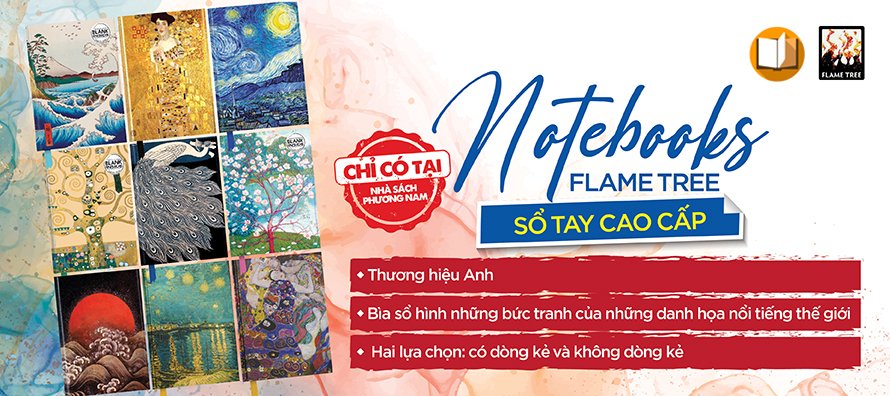 BLANK
BLANK
BLANK
FLAME TREE
Notebooks
FLAME TREE
CHỈ CÓ TẠI
NHÀ SÁCH
PHƯƠNG NAM
SỔ TAY CAO CẤP
Thương hiệu Anh
Bìa sổ hình những bức tranh của những danh họa nổi tiếng thế giới
Hai lựa chọn: có dòng kẻ và không dòng kẻ